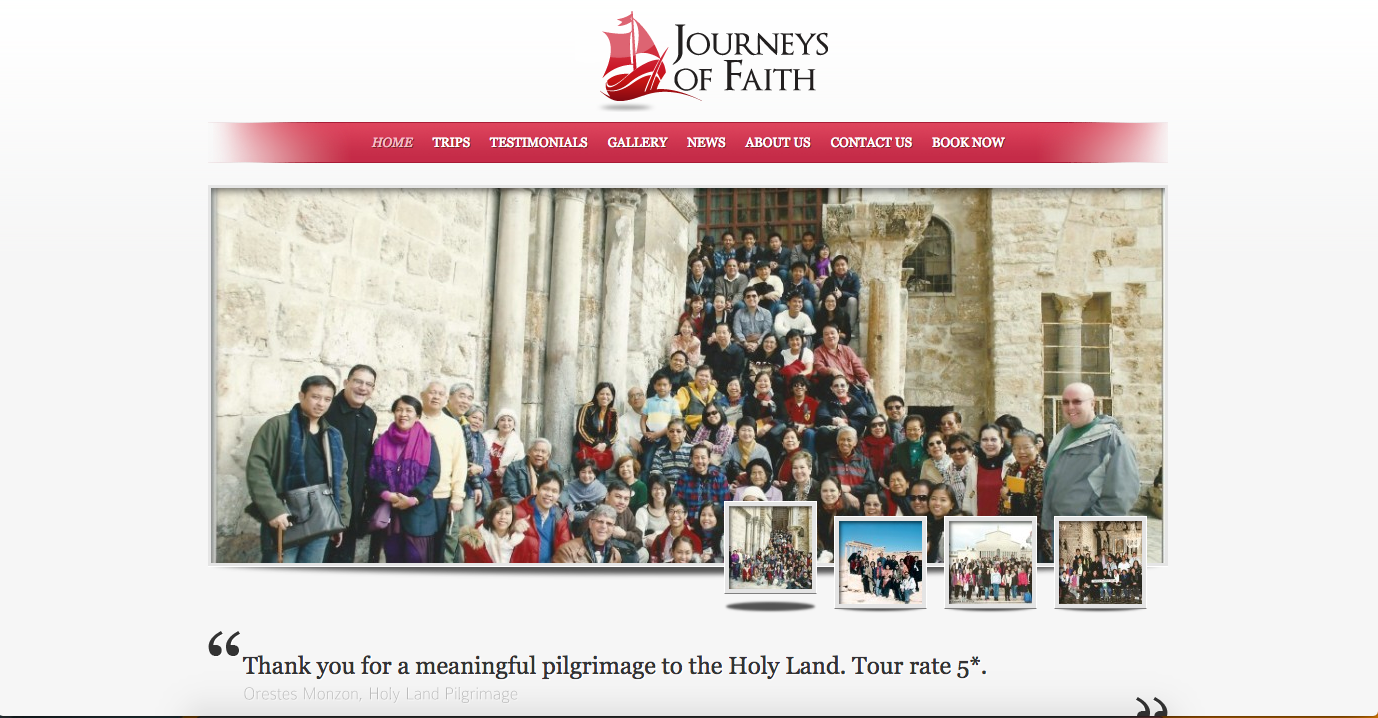 JOURNEYS
OF FAITH
HOME TRIPS TESTIMONIALS GALLERY NEWS ABOUT US CONTACT US BOOK NOW
“ Thank you for a meaningful pilgrimage to the Holy Land. Tour rate 5*.
Orestes Monzon, Holy Land Pilgrimage ”